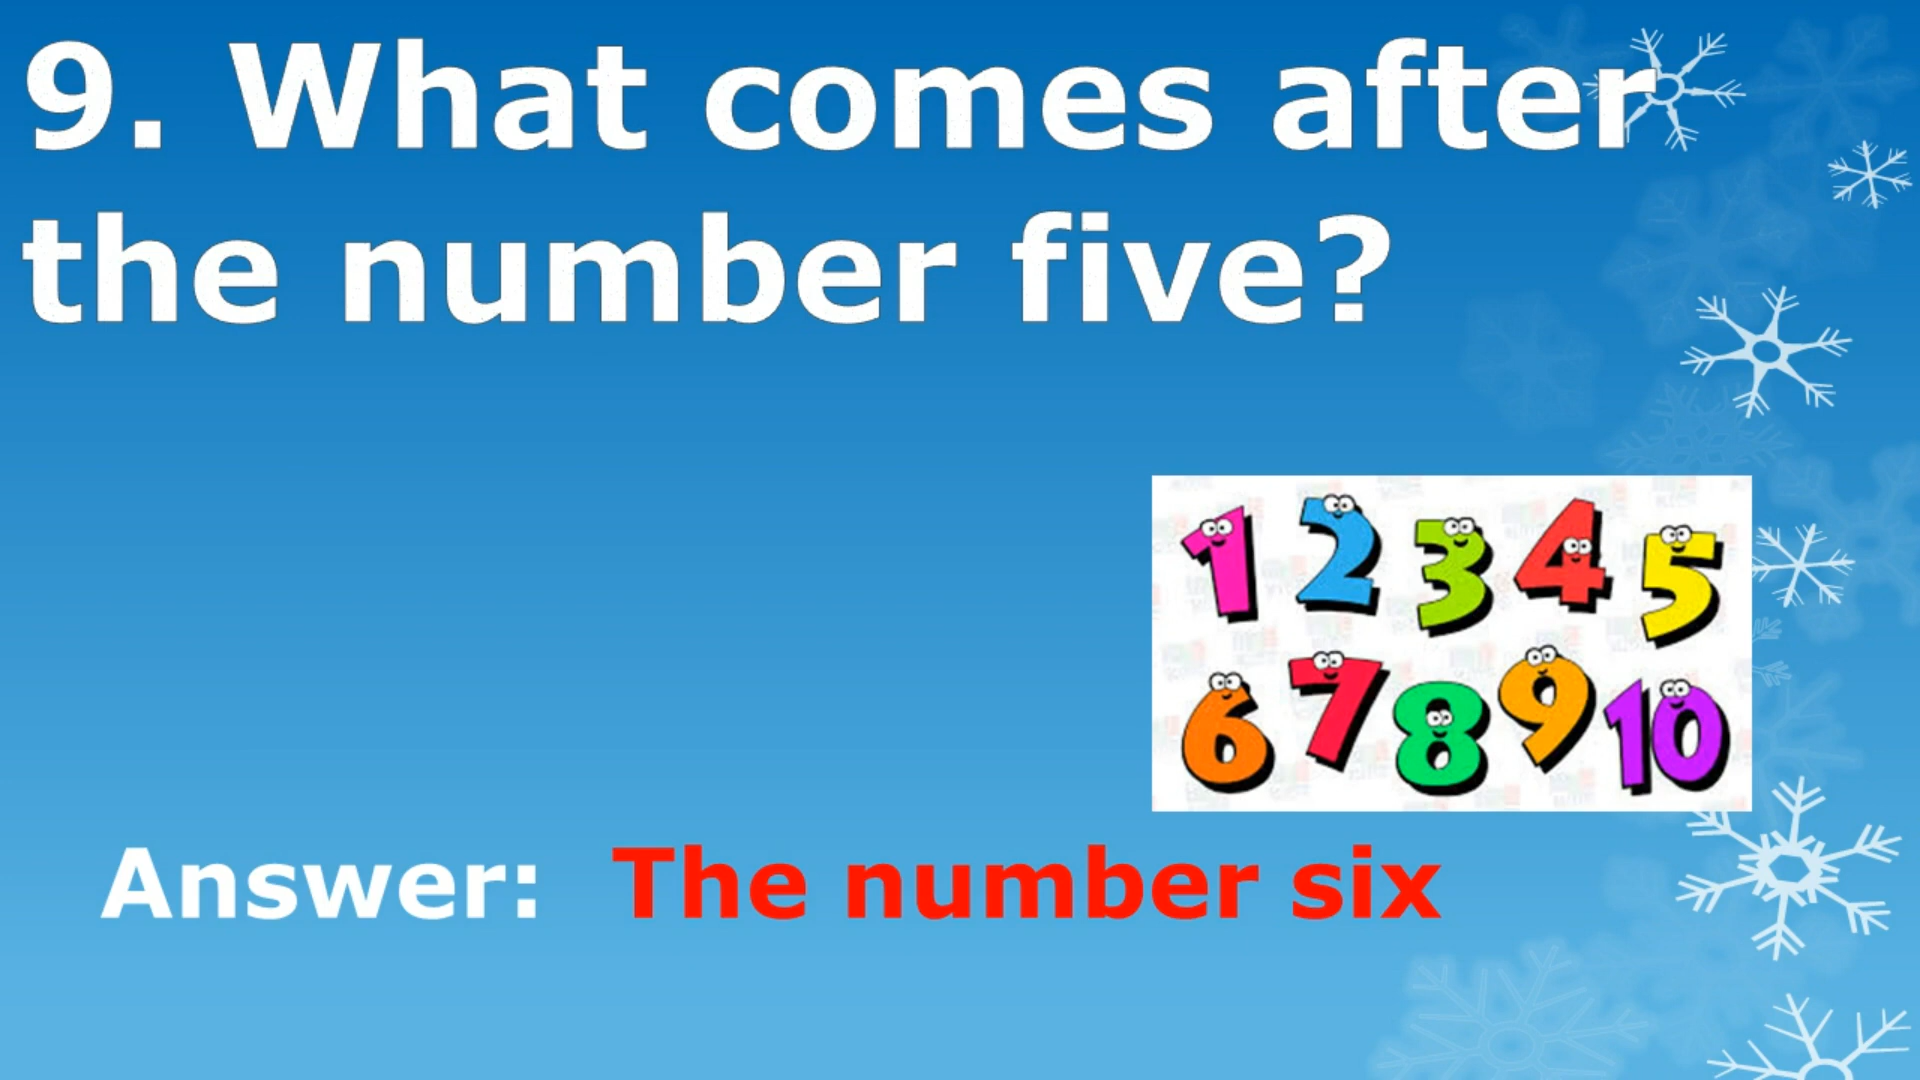 9. What comes after
the number five?
1 2 3 4 5
6 7 8 9 10
Answer: The number six